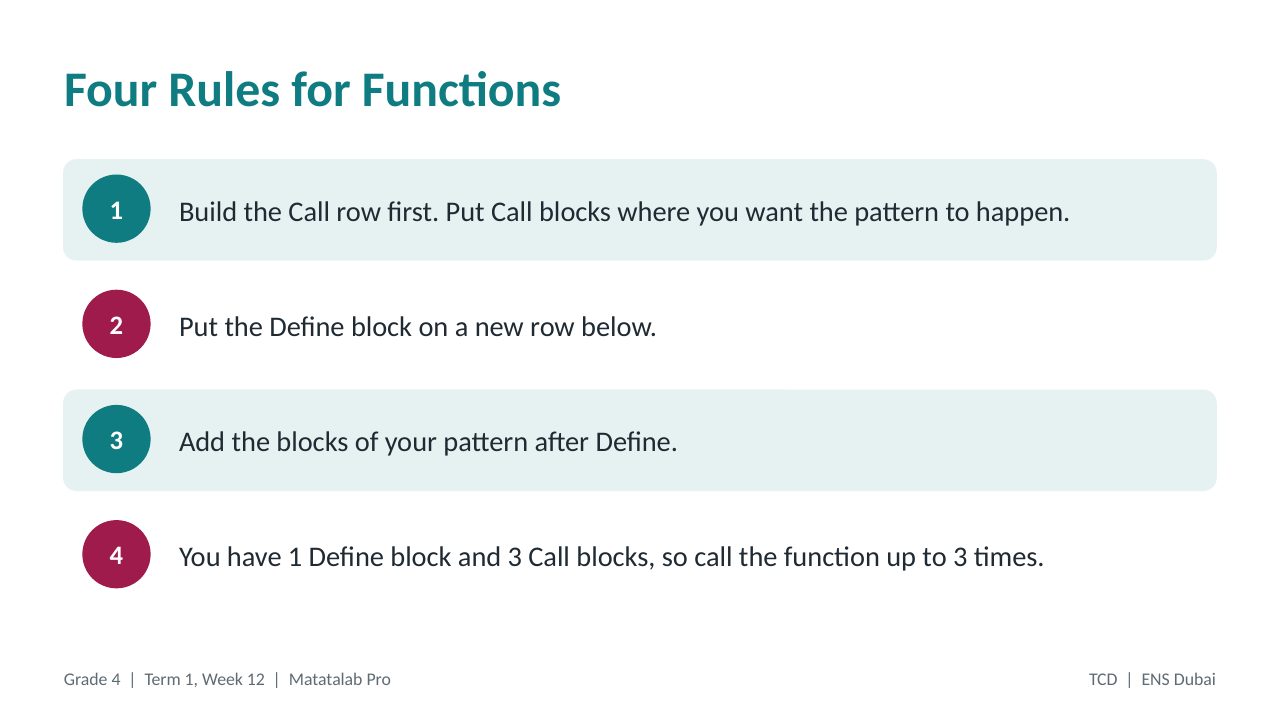 Four Rules for Functions
1 Build the Call row first. Put Call blocks where you want the pattern to happen.
2 Put the Define block on a new row below.
3 Add the blocks of your pattern after Define.
4 You have 1 Define block and 3 Call blocks, so call the function up to 3 times.
Grade 4 | Term 1, Week 12 | Matatalab Pro
TCD | ENS Dubai